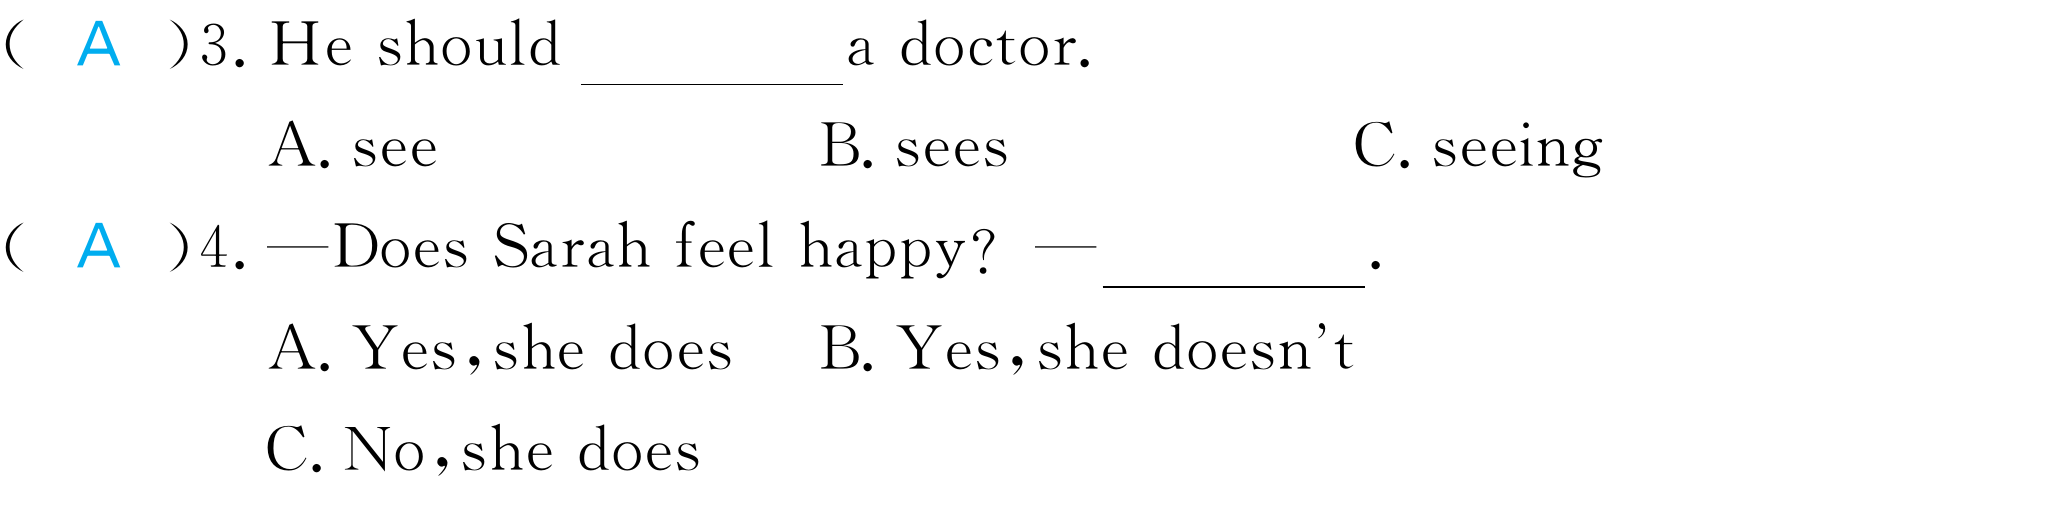 ( A )3. He should ________ a doctor.
A. see B. sees C. seeing
( A )4. —Does Sarah feel happy? —________.
A. Yes,she does B. Yes,she doesn't
C. No,she does